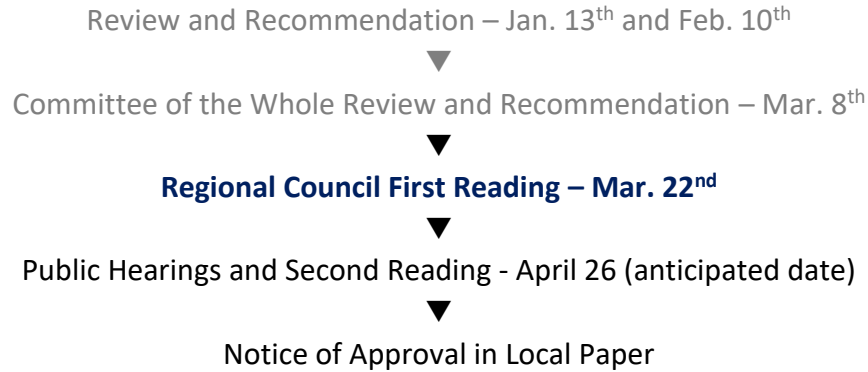 Review and Recommendation – Jan. 13th and Feb. 10th
Committee of the Whole Review and Recommendation – Mar. 8th
Regional Council First Reading – Mar. 22nd
Public Hearings and Second Reading - April 26 (anticipated date)
Notice of Approval in Local Paper